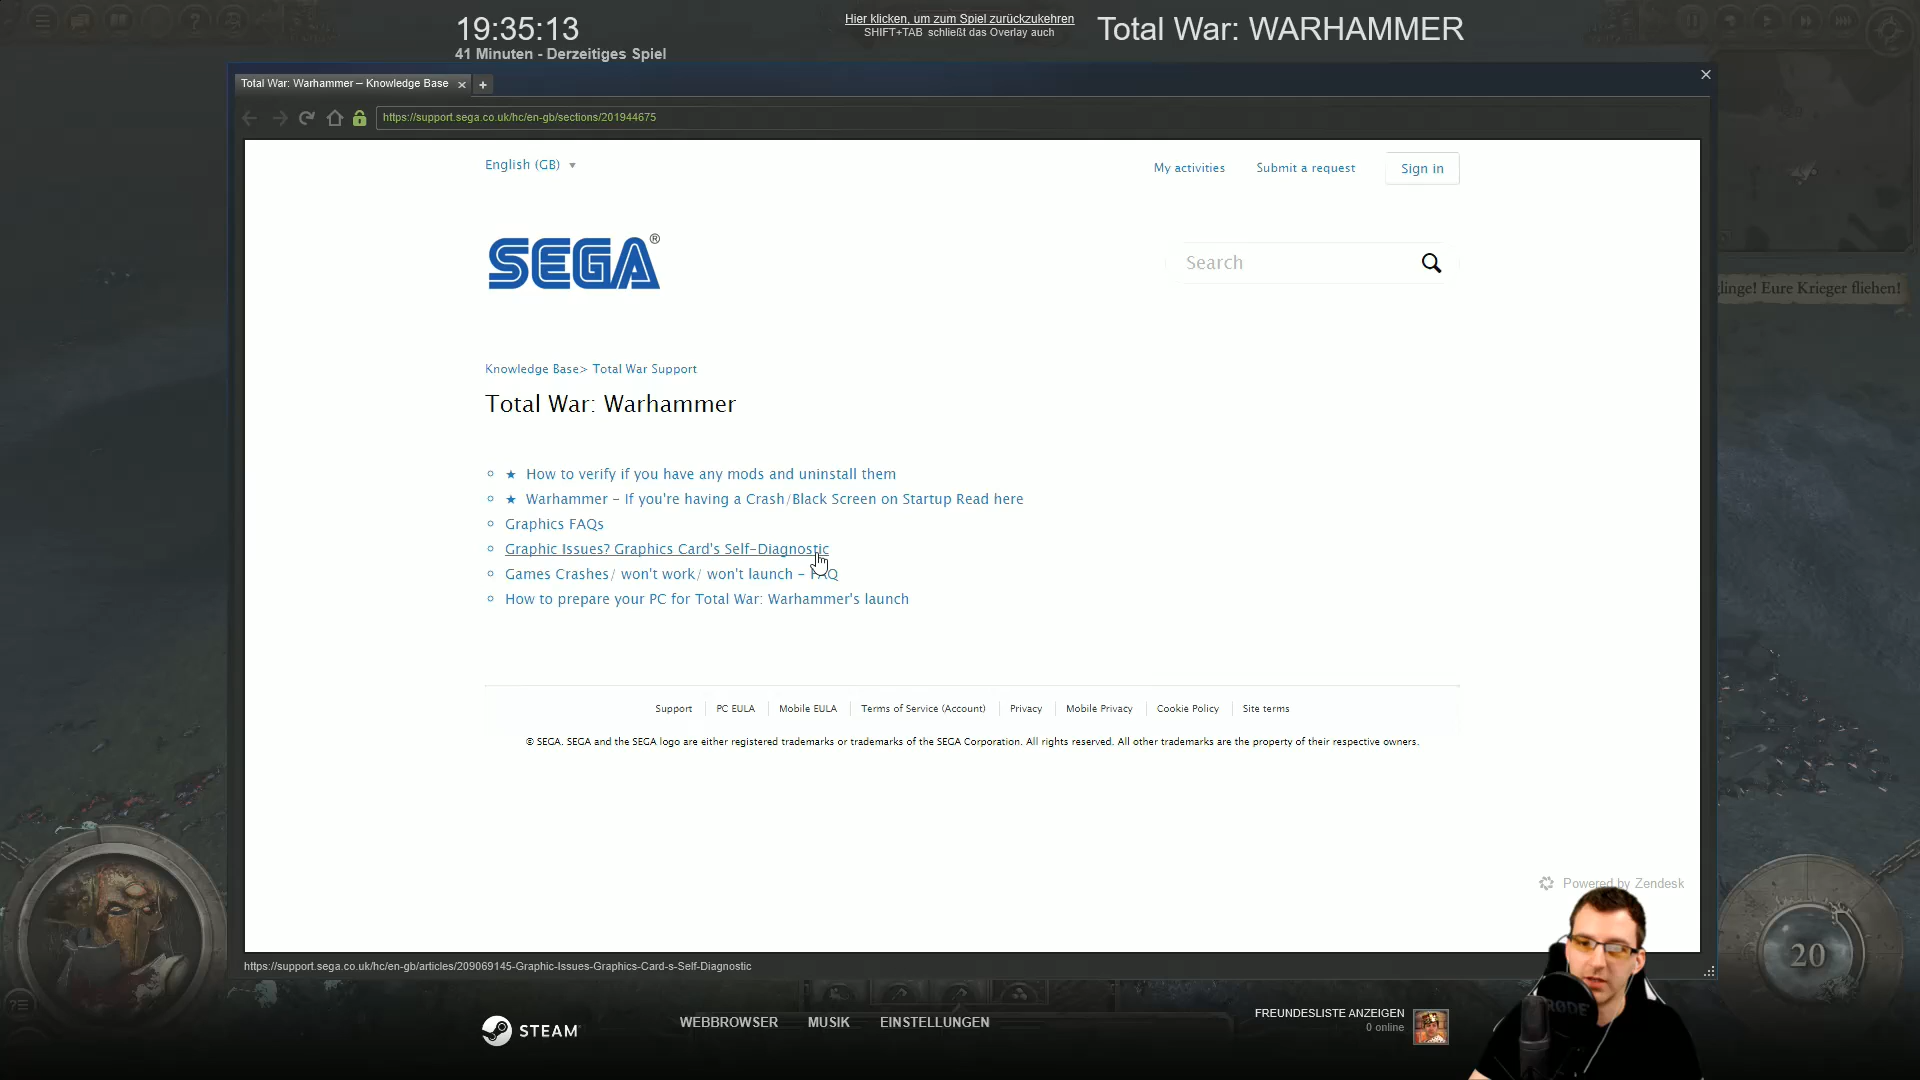 19:35:13
41 Minuten - Derzeitiges Spiel
Hier klicken, um zum Spiel zurückzukehren
SHIFT+TAB schließt das Overlay auch
Total War: WARHAMMER
Total War: Warhammer – Knowledge Base
https://support.sega.co.uk/hc/en-gb/sections/201944675
English (GB)
My activities
Submit a request
Sign in
SEGA®
Search
linge! Eure Krieger fliehen!
Knowledge Base> Total War Support
Total War: Warhammer
★ How to verify if you have any mods and uninstall them
★ Warhammer - If you're having a Crash/Black Screen on Startup Read here
Graphics FAQs
Graphic Issues? Graphics Card's Self-Diagnostic
Games Crashes/ won't work/ won't launch - FAQ
How to prepare your PC for Total War: Warhammer's launch
Support
PC EULA
Mobile EULA
Terms of Service (Account)
Privacy
Mobile Privacy
Cookie Policy
Site terms
© SEGA. SEGA and the SEGA logo are either registered trademarks or trademarks of the SEGA Corporation. All rights reserved. All other trademarks are the property of their respective owners.
Powered by Zendesk
20
https://support.sega.co.uk/hc/en-gb/articles/209069145-Graphic-Issues-Graphics-Card-s-Self-Diagnostic
STEAM
WEBBROWSER
MUSIK
EINSTELLUNGEN
FREUNDESLISTE ANZEIGEN
0 online
RØDE